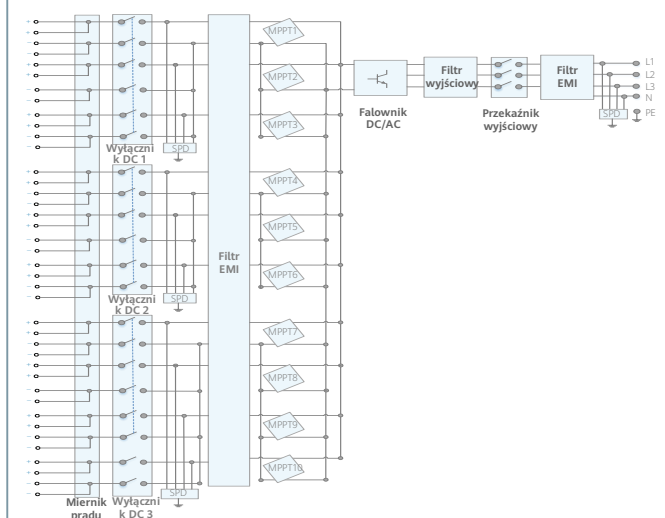 MPPT1
MPPT2
MPPT3
MPPT4
MPPT5
MPPT6
MPPT7
MPPT8
MPPT9
MPPT10
Miernik
prądu
Wyłączni
k DC 1
SPD
Wyłączni
k DC 2
SPD
Wyłączni
k DC 3
SPD
Filtr
EMI
Falownik
DC/AC
Filtr
wyjściowy
Przekaźnik
wyjściowy
Filtr
EMI
SPD
L1
L2
L3
N
PE